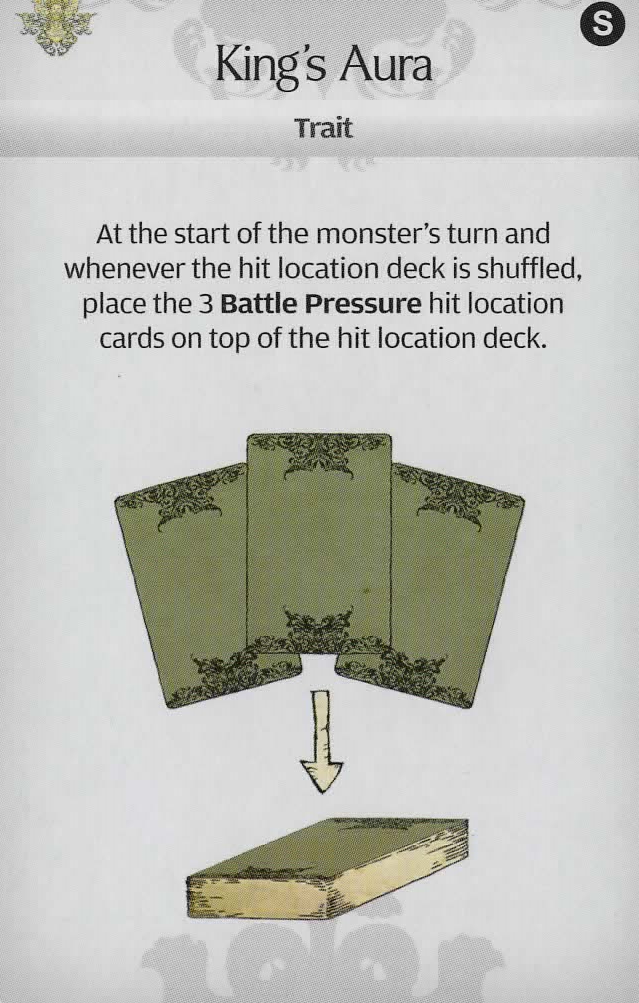 S
King's Aura
Trait
At the start of the monster's turn and
whenever the hit location deck is shuffled,
place the 3 Battle Pressure hit location
cards on top of the hit location deck.